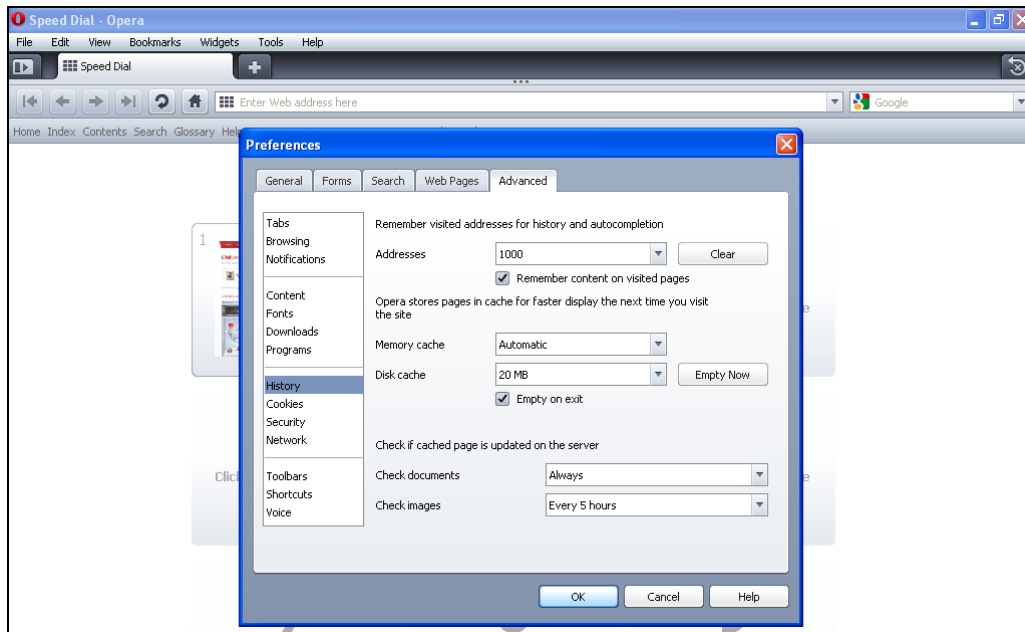 Speed Dial - Opera
File Edit View Bookmarks Widgets Tools Help
Speed Dial
Enter Web address here
Google
Home Index Contents Search Glossary Help
Preferences
General Forms Search Web Pages Advanced
Tabs
Browsing
Notifications
Content
Fonts
Downloads
Programs
History
Cookies
Security
Network
Toolbars
Shortcuts
Voice
Remember visited addresses for history and autocompletion
Addresses 1000 Clear
Remember content on visited pages
Opera stores pages in cache for faster display the next time you visit
the site
Memory cache Automatic
Disk cache 20 MB Empty Now
Empty on exit
Check if cached page is updated on the server
Check documents Always
Check images Every 5 hours
OK Cancel Help
1
Clic
e
e